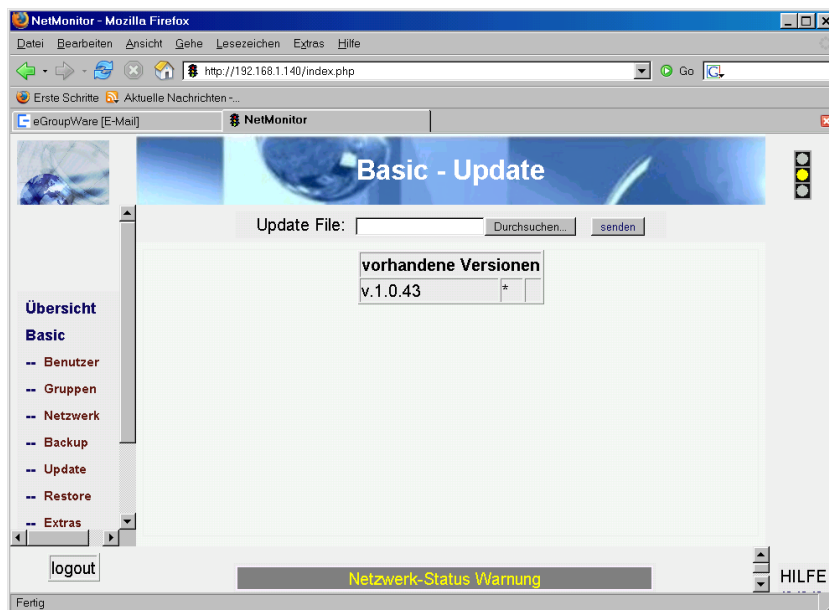 NetMonitor - Mozilla Firefox
Datei Bearbeiten Ansicht Gehe Lesezeichen Extras Hilfe
http://192.168.1.140/index.php Go G
Erste Schritte Aktuelle Nachrichten -...
eGroupWare [E-Mail] NetMonitor
Basic - Update
Update File: Durchsuchen... senden
vorhandene Versionen
v.1.0.43 *
Übersicht
Basic
-- Benutzer
-- Gruppen
-- Netzwerk
-- Backup
-- Update
-- Restore
-- Extras
logout
Netzwerk-Status Warnung
HILFE
Fertig